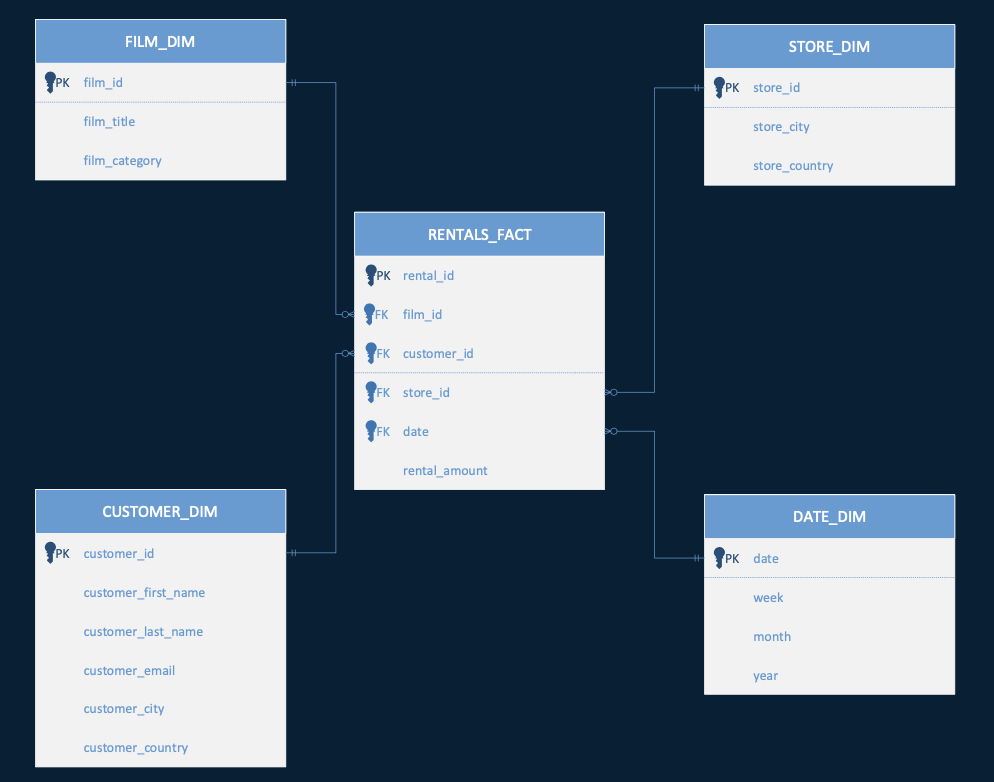 FILM_DIM
PK film_id
film_title
film_category
STORE_DIM
PK store_id
store_city
store_country
RENTALS_FACT
PK rental_id
FK film_id
FK customer_id
FK store_id
FK date
rental_amount
CUSTOMER_DIM
PK customer_id
customer_first_name
customer_last_name
customer_email
customer_city
customer_country
DATE_DIM
PK date
week
month
year